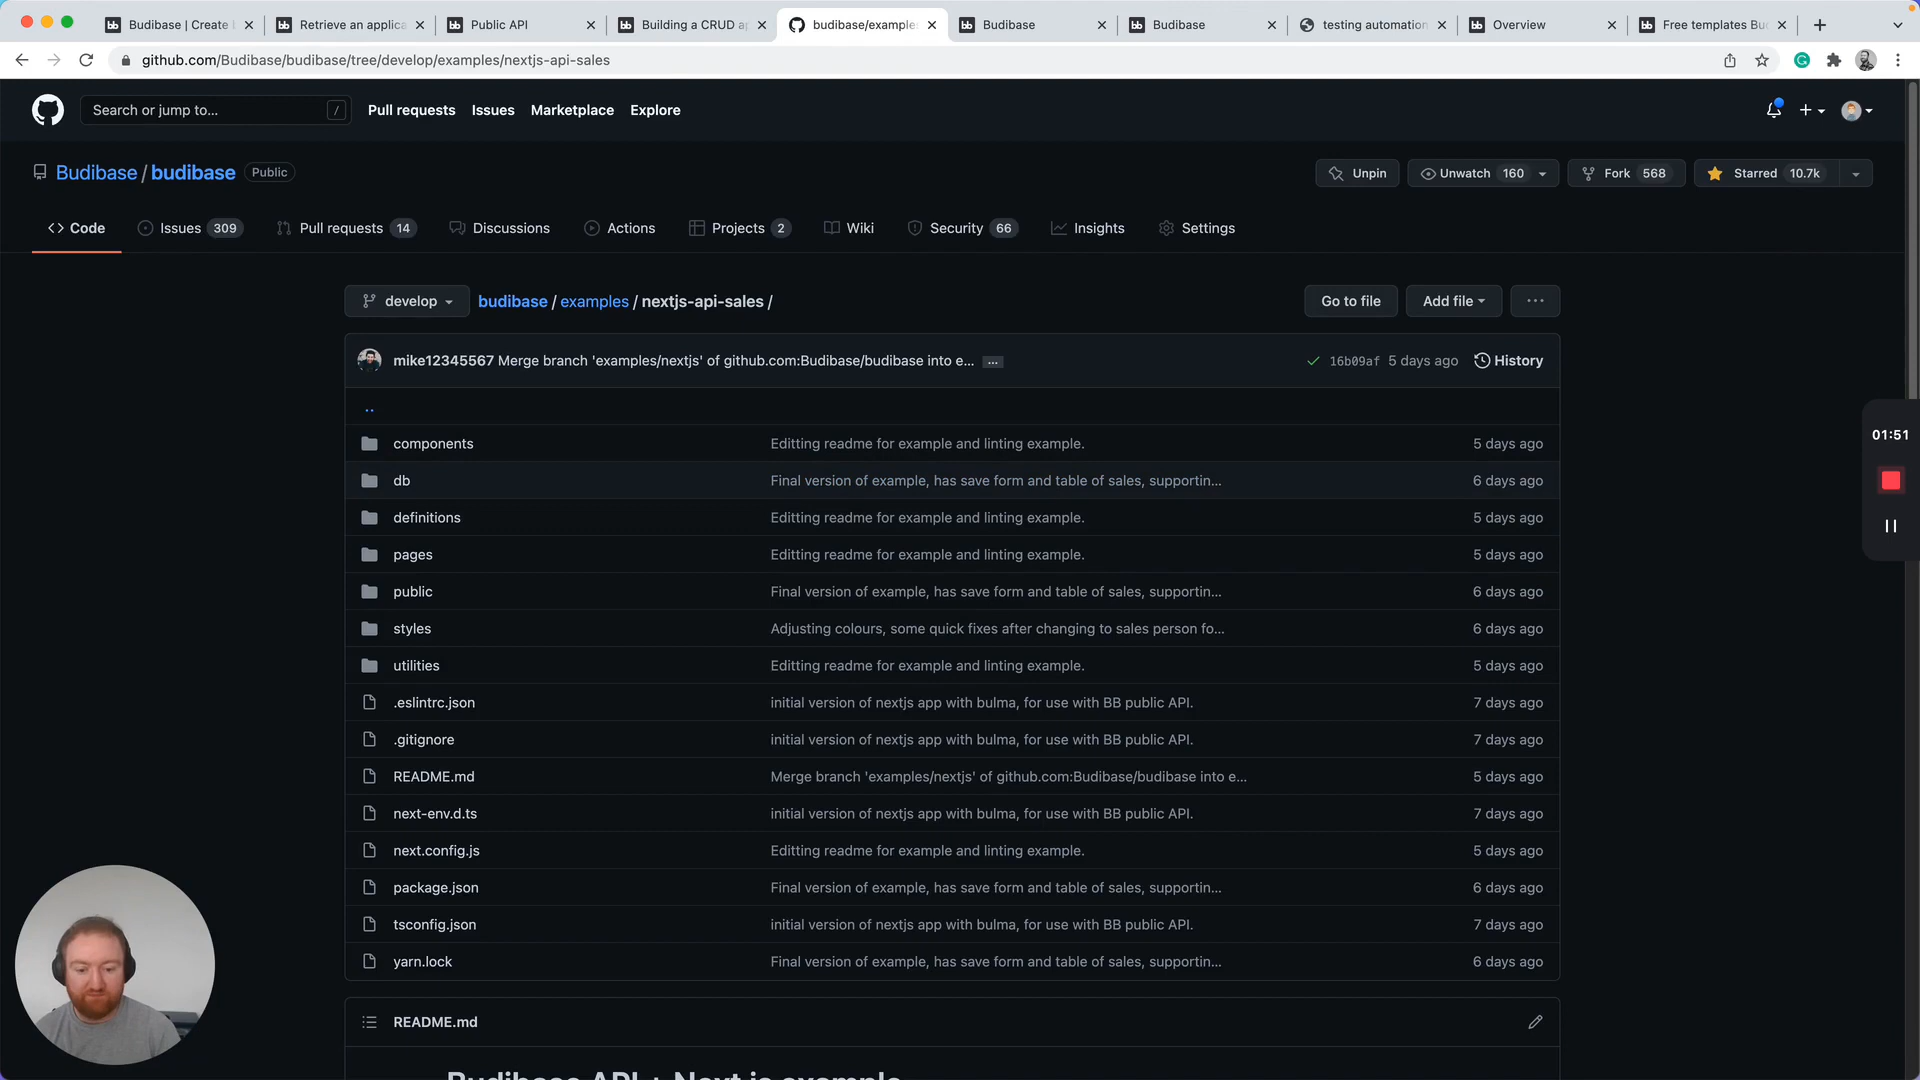 Budibase | Create
Retrieve an applica
Public API
Building a CRUD ap
budibase/examples
Budibase
Budibase
testing automation
Overview
Free templates Bu
github.com/Budibase/budibase/tree/develop/examples/nextjs-api-sales
Search or jump to... /
Pull requests
Issues
Marketplace
Explore
Budibase / budibase Public
Unpin
Unwatch 160
Fork 568
Starred 10.7k
Code
Issues 309
Pull requests 14
Discussions
Actions
Projects 2
Wiki
Security 66
Insights
Settings
develop
budibase / examples / nextjs-api-sales /
Go to file
Add file
...
mike12345567 Merge branch 'examples/nextjs' of github.com:Budibase/budibase into e... ... 16b09af 5 days ago History
..
components Editting readme for example and linting example. 5 days ago
db Final version of example, has save form and table of sales, supportin... 6 days ago
definitions Editting readme for example and linting example. 5 days ago
pages Editting readme for example and linting example. 5 days ago
public Final version of example, has save form and table of sales, supportin... 6 days ago
styles Adjusting colours, some quick fixes after changing to sales person fo... 6 days ago
utilities Editting readme for example and linting example. 5 days ago
.eslintrc.json initial version of nextjs app with bulma, for use with BB public API. 7 days ago
.gitignore initial version of nextjs app with bulma, for use with BB public API. 7 days ago
README.md Merge branch 'examples/nextjs' of github.com:Budibase/budibase into e... 5 days ago
next-env.d.ts initial version of nextjs app with bulma, for use with BB public API. 7 days ago
next.config.js Editting readme for example and linting example. 5 days ago
package.json Final version of example, has save form and table of sales, supportin... 6 days ago
tsconfig.json initial version of nextjs app with bulma, for use with BB public API. 7 days ago
yarn.lock Final version of example, has save form and table of sales, supportin... 6 days ago
01:51
README.md
Budibase API + Next.js example